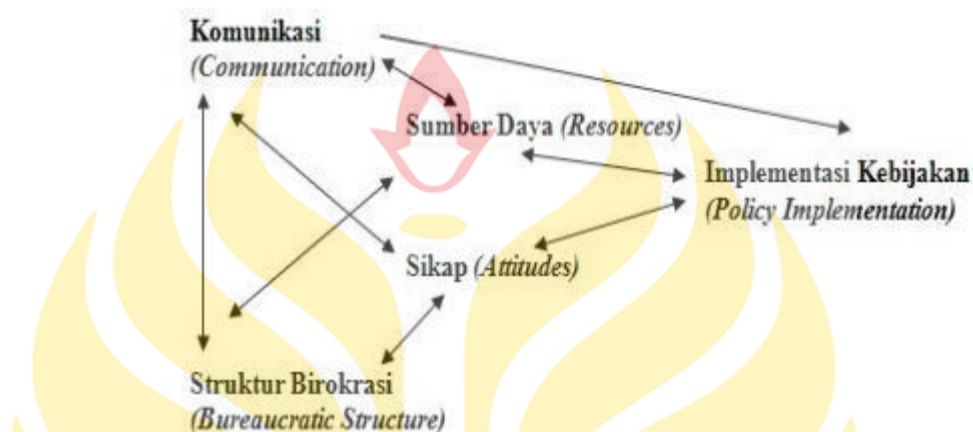 Komunikasi
(Communication)
Sumber Daya (Resources)
Implementasi Kebijakan
(Policy Implementation)
Sikap (Attitudes)
Struktur Birokrasi
(Bureaucratic Structure)